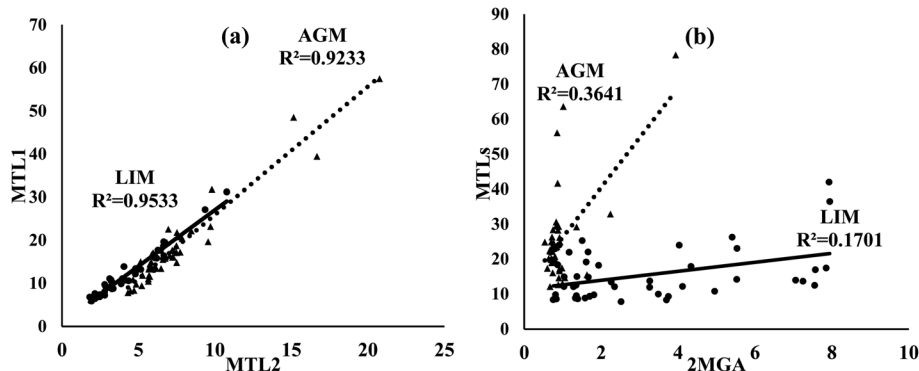 (a)
AGM
R²=0.9233
LIM
R²=0.9533
MTL1
70
60
50
40
30
20
10
0
0 5 10 15 20 25
MTL2
(b)
AGM
R²=0.3641
LIM
R²=0.1701
MTLs
90
80
70
60
50
40
30
20
10
0
0 2 4 6 8 10
2MGA